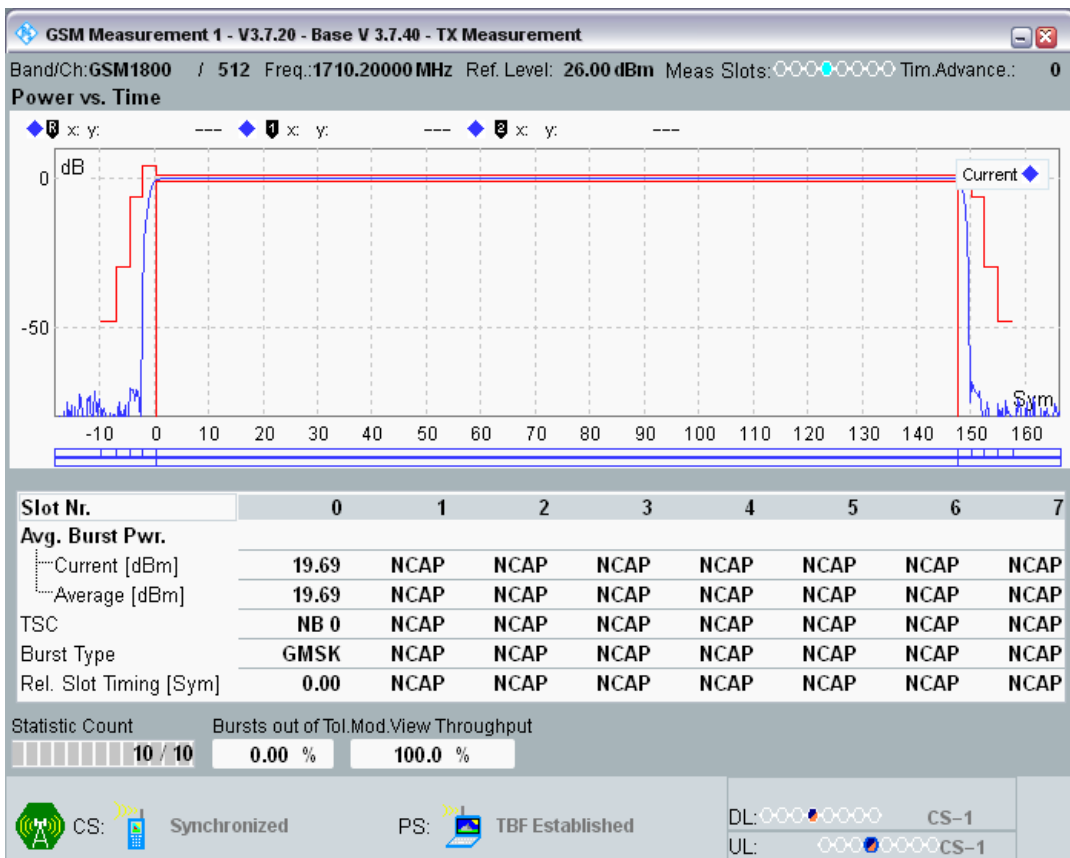 GSM Measurement 1 - V3.7.20 - Base V 3.7.40 - TX Measurement
Band/Ch:GSM1800 / 512 Freq.:1710.20000 MHz Ref. Level: 26.00 dBm Meas Slots: Tim.Advance.: 0
Power vs. Time
R x: y: --- 1 x: y: --- 2 x: y: ---
dB
0
Current
-50
Sym
-10 0 10 20 30 40 50 60 70 80 90 100 110 120 130 140 150 160
Slot Nr. 0 1 2 3 4 5 6 7
Avg. Burst Pwr.
Current [dBm] 19.69 NCAP NCAP NCAP NCAP NCAP NCAP NCAP
Average [dBm] 19.69 NCAP NCAP NCAP NCAP NCAP NCAP NCAP
TSC NB 0 NCAP NCAP NCAP NCAP NCAP NCAP NCAP
Burst Type GMSK NCAP NCAP NCAP NCAP NCAP NCAP NCAP
Rel. Slot Timing [Sym] 0.00 NCAP NCAP NCAP NCAP NCAP NCAP NCAP
Statistic Count Bursts out of Tol.Mod.View Throughput
10 / 10 0.00 % 100.0 %
CS: Synchronized PS: TBF Established
DL: CS-1
UL: CS-1